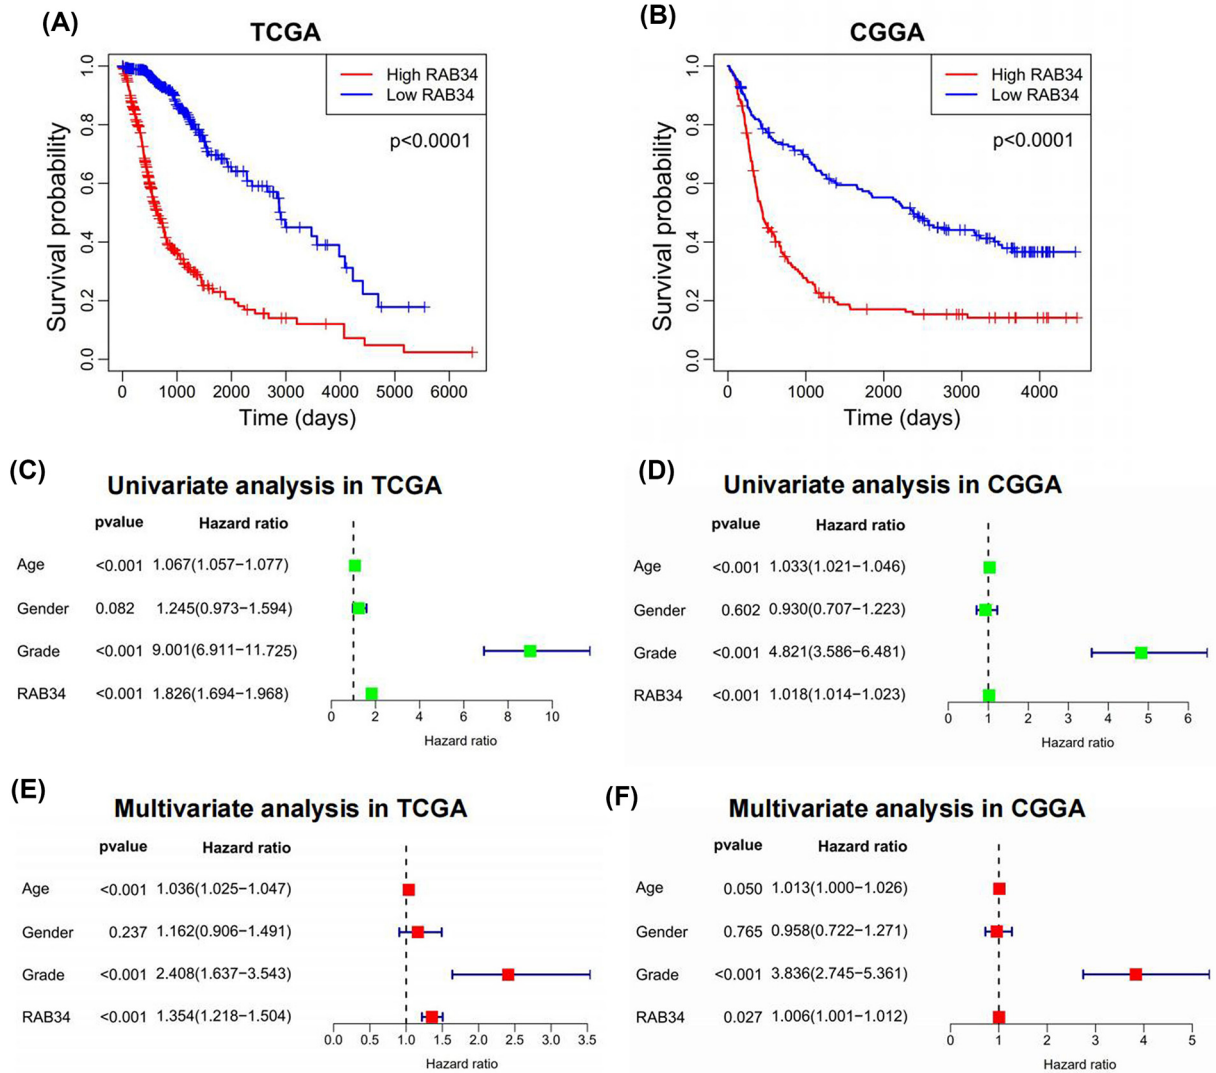 (A)
TCGA
High RAB34
Low RAB34
p<0.0001
Survival probability
1.0
0.8
0.6
0.4
0.2
0.0
0 1000 2000 3000 4000 5000 6000
Time (days)
(B)
CGGA
High RAB34
Low RAB34
p<0.0001
Survival probability
1.0
0.8
0.6
0.4
0.2
0.0
0 1000 2000 3000 4000
Time (days)
(C)
Univariate analysis in TCGA
pvalue Hazard ratio
Age <0.001 1.067(1.057−1.077)
Gender 0.082 1.245(0.973−1.594)
Grade <0.001 9.001(6.911−11.725)
RAB34 <0.001 1.826(1.694−1.968)
0 2 4 6 8 10
Hazard ratio
(D)
Univariate analysis in CGGA
pvalue Hazard ratio
Age <0.001 1.033(1.021−1.046)
Gender 0.602 0.930(0.707−1.223)
Grade <0.001 4.821(3.586−6.481)
RAB34 <0.001 1.018(1.014−1.023)
0 1 2 3 4 5 6
Hazard ratio
(E)
Multivariate analysis in TCGA
pvalue Hazard ratio
Age <0.001 1.036(1.025−1.047)
Gender 0.237 1.162(0.906−1.491)
Grade <0.001 2.408(1.637−3.543)
RAB34 <0.001 1.354(1.218−1.504)
0.0 0.5 1.0 1.5 2.0 2.5 3.0 3.5
Hazard ratio
(F)
Multivariate analysis in CGGA
pvalue Hazard ratio
Age 0.050 1.013(1.000−1.026)
Gender 0.765 0.958(0.722−1.271)
Grade <0.001 3.836(2.745−5.361)
RAB34 0.027 1.006(1.001−1.012)
0 1 2 3 4 5
Hazard ratio